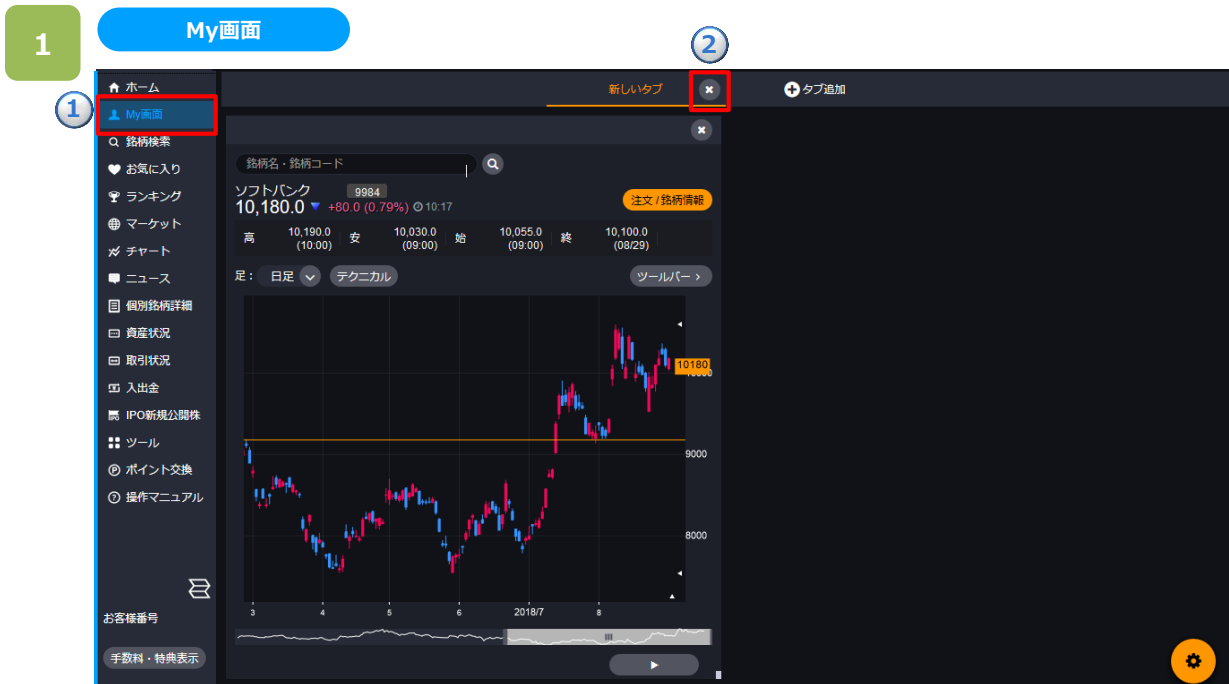 1
My画面
2
ホーム
新しいタブ
タブ追加
1
My画面
銘柄検索
銘柄名・銘柄コード
お気に入り
ソフトバンク 9984
ランキング
10,180.0 ▼ +80.0 (0.79%) 10:17
注文 / 銘柄情報
マーケット
高 10,190.0 (10:00) 安 10,030.0 (09:00) 始 10,055.0 (09:00) 終 10,100.0 (08/29)
チャート
ニュース
足: 日足 テクニカル ツールバー >
個別銘柄詳細
資産状況
取引状況
10180
10000
入出金
IPO新規公開株
ツール
9000
ポイント交換
操作マニュアル
8000
3 4 5 6 2018/7 8
お客様番号
手数料・特典表示